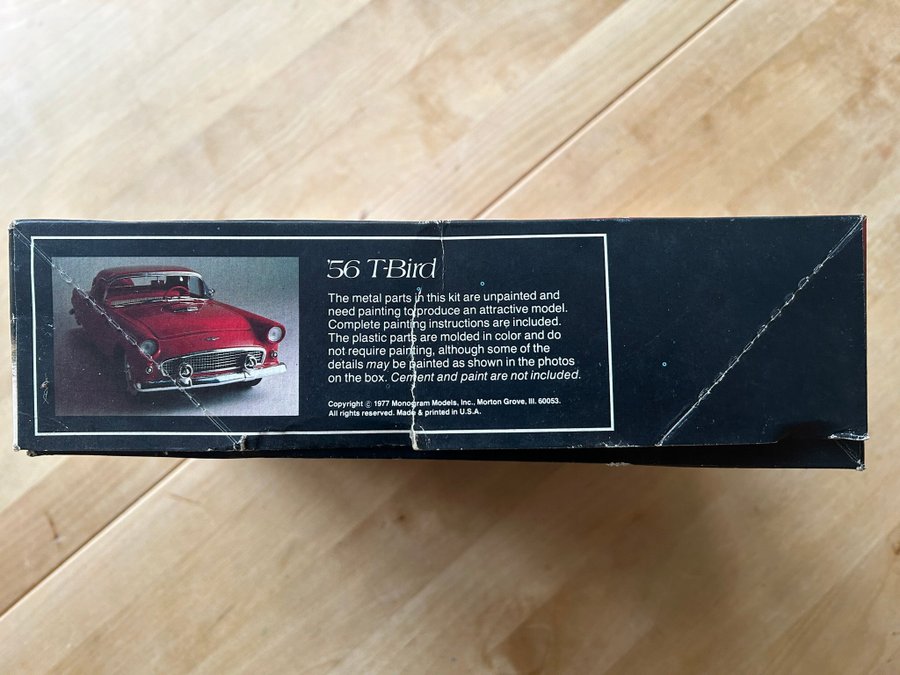 '56 T-Bird
The metal parts in this kit are unpainted and
need painting to produce an attractive model.
Complete painting instructions are included.
The plastic parts are molded in color and do
not require painting, although some of the
details may be painted as shown in the photos
on the box. Cement and paint are not included.
Copyright © 1977 Monogram Models, Inc., Morton Grove, Ill. 60053.
All rights reserved. Made & printed in U.S.A.